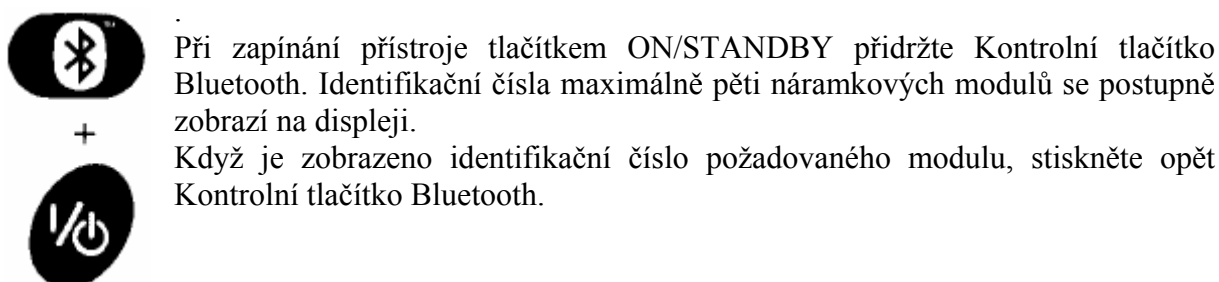 .
Při zapínání přístroje tlačítkem ON/STANDBY přidržte Kontrolní tlačítko
Bluetooth. Identifikační čísla maximálně pěti náramkových modulů se postupně
zobrazí na displeji.
+
Když je zobrazeno identifikační číslo požadovaného modulu, stiskněte opět
Kontrolní tlačítko Bluetooth.